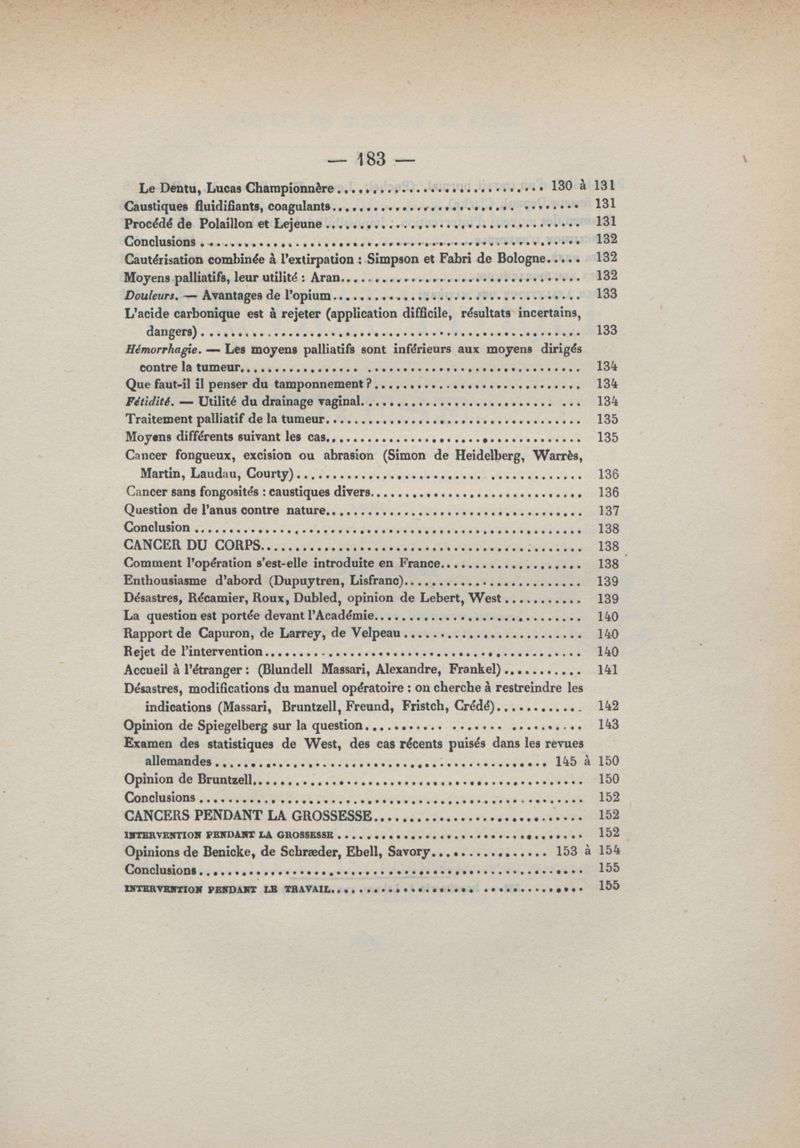 — 183 —
Le Dentu, Lucas Championnère............................ 130 à 131
Caustiques fluidifiants, coagulants................................ 131
Procédé de Polaillon et Lejeune................................... 131
Conclusions.................................................. 132
Cautérisation combinée à l'extirpation : Simpson et Fabri de Bologne..... 132
Moyens palliatifs, leur utilité : Aran................................ 132
Douleurs. — Avantages de l'opium................................. 133
L'acide carbonique est à rejeter (application difficile, résultats incertains,
dangers).................................................. 133
Hémorrhagie. — Les moyens palliatifs sont inférieurs aux moyens dirigés
contre la tumeur............................................ 134
Que faut-il il penser du tamponnement ?............................ 134
Fétidité. — Utilité du drainage vaginal............................. 134
Traitement palliatif de la tumeur.................................. 135
Moyens différents suivant les cas.................................. 135
Cancer fongueux, excision ou abrasion (Simon de Heidelberg, Warrès,
Martin, Laudau, Courty)..................................... 136
Cancer sans fongosités : caustiques divers............................ 136
Question de l'anus contre nature.................................. 137
Conclusion................................................... 138
CANCER DU CORPS........................................... 138
Comment l'opération s'est-elle introduite en France.................... 138
Enthousiasme d'abord (Dupuytren, Lisfranc)........................ 139
Désastres, Récamier, Roux, Dubled, opinion de Lebert, West........... 139
La question est portée devant l'Académie............................ 140
Rapport de Capuron, de Larrey, de Velpeau........................ 140
Rejet de l'intervention.......................................... 140
Accueil à l'étranger : (Blundell Massari, Alexandre, Frankel)........... 141
Désastres, modifications du manuel opératoire : on cherche à restreindre les
indications (Massari, Bruntzell, Freund, Fristch, Crédé)............ 142
Opinion de Spiegelberg sur la question............................. 143
Examen des statistiques de West, des cas récents puisés dans les revues
allemandes............................................ 145 à 150
Opinion de Bruntzell........................................... 150
Conclusions.................................................. 152
CANCERS PENDANT LA GROSSESSE............................ 152
INTERVENTION PENDANT LA GROSSESSE............................ 152
Opinions de Benicke, de Schræder, Ebell, Savory................ 153 à 154
Conclusions.................................................. 155
INTERVENTION PENDANT LE TRAVAIL................................ 155